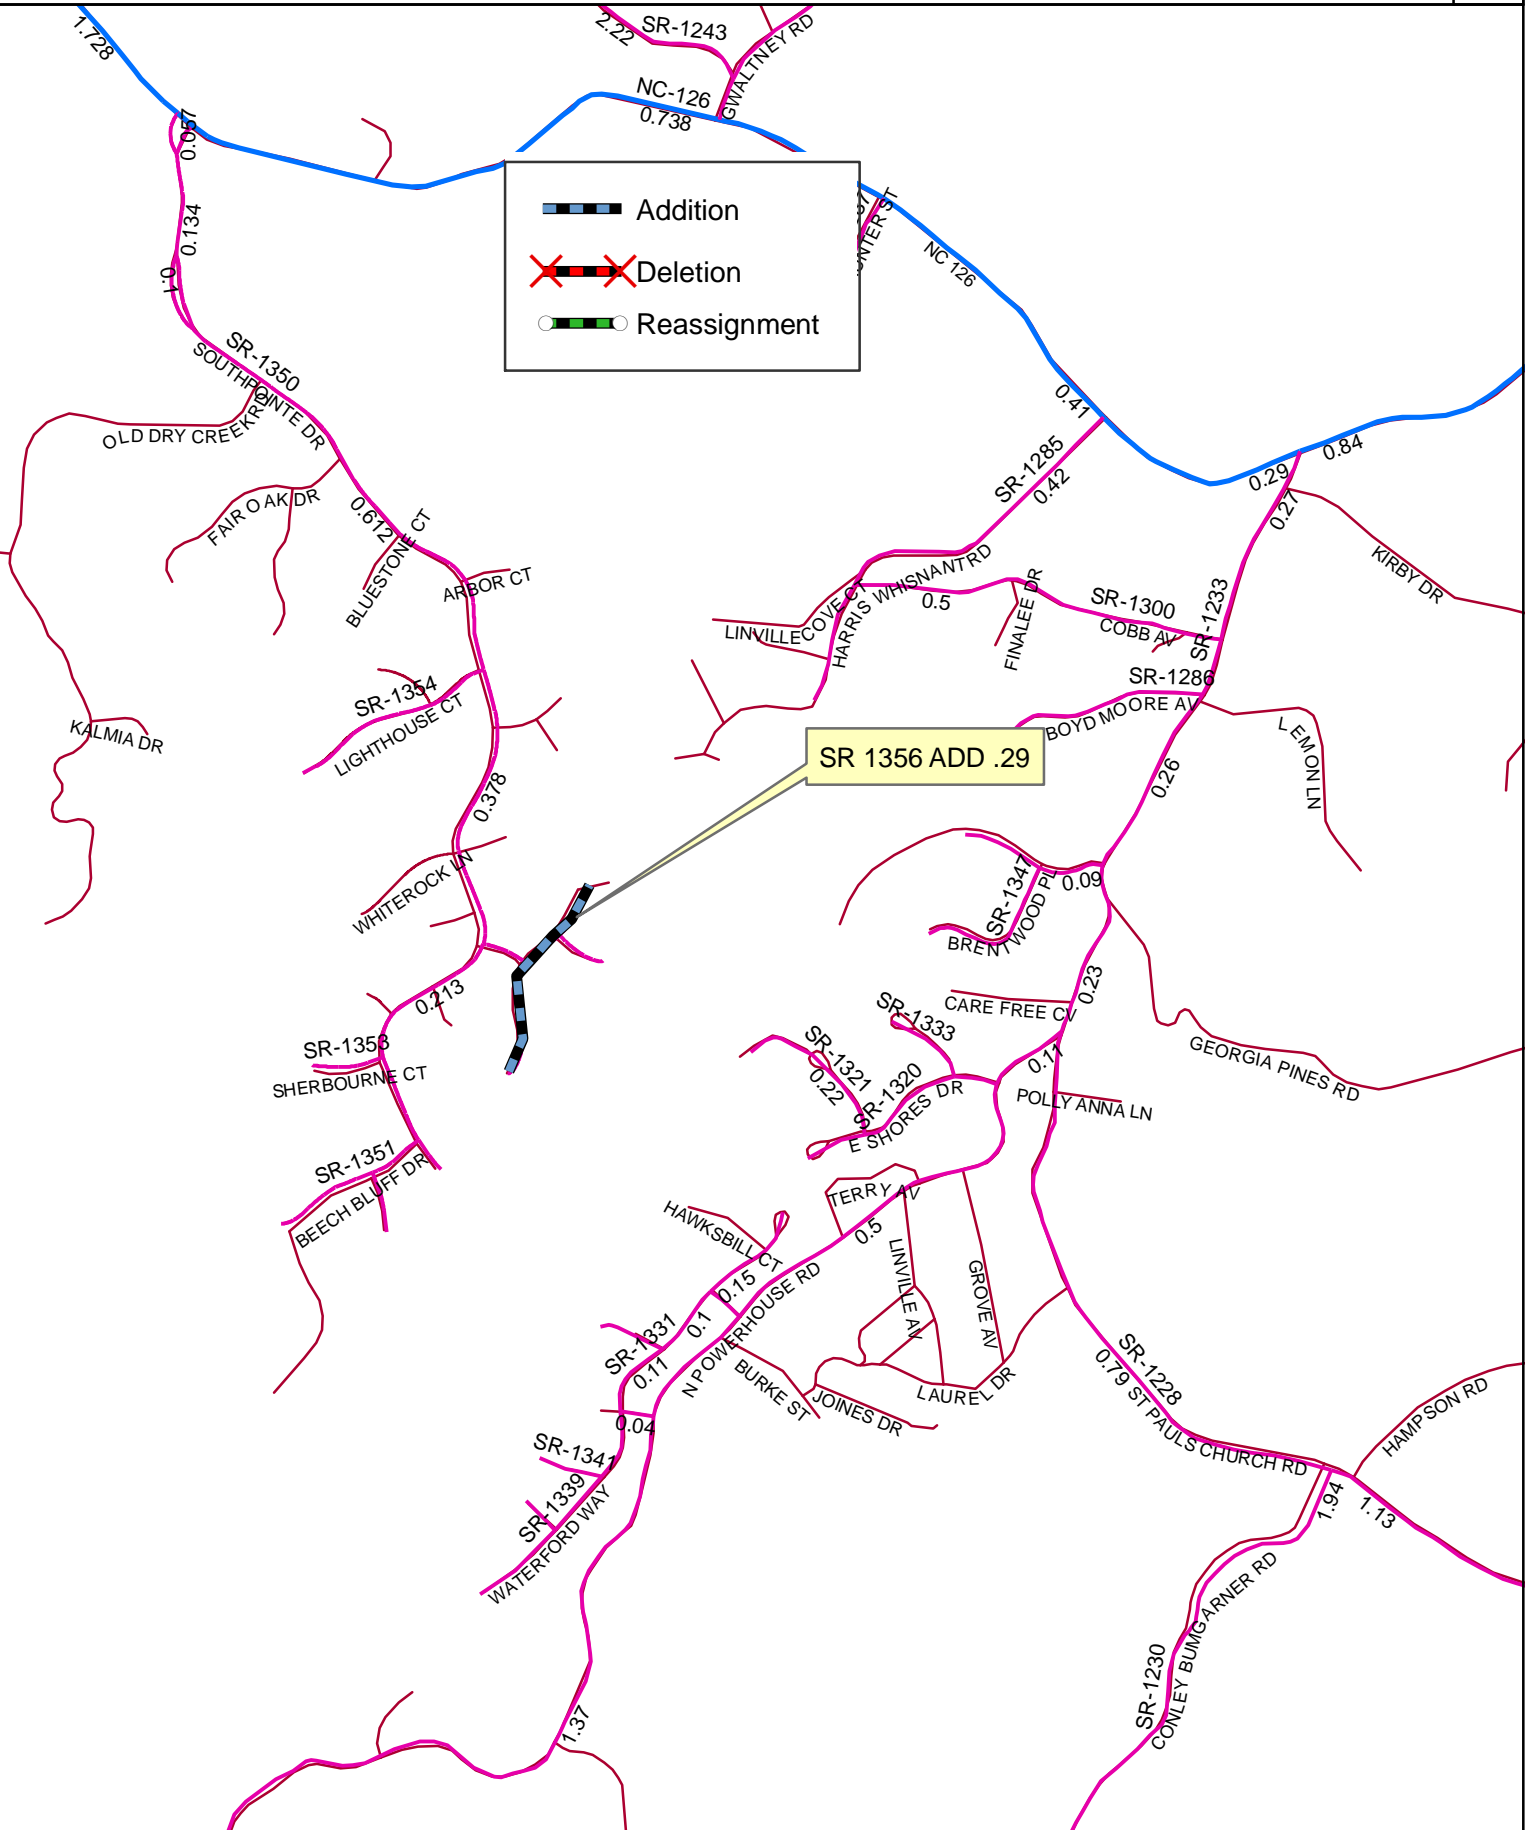 1.728
2.22
SR-1243
GWALTNEY RD
NC-126
0.738
0.057
0.134
0.1
Addition
Deletion
Reassignment
NC 126
SR-1350
SOUTHPOINTE DR
OLD DRY CREEK RD
FAIR OAK DR
0.612
BLUESTONE CT
ARBOR CT
0.41
SR-1285
0.42
0.29
0.84
0.27
KIRBY DR
WHISNANT RD
HARRIS
LINVILLE COVE CT
0.5
FINALEE DR
SR-1300
COBB AV
SR-1233
SR-1286
BOYD MOORE AV
LEMON LN
0.26
KALMIA DR
SR-1354
LIGHTHOUSE CT
0.378
SR 1356 ADD .29
WHITEROCK LN
SR-1347
0.09
BRENTWOOD PL
0.23
CARE FREE CV
0.213
SR-1333
SR-1321
0.22
SR-1320
E SHORES DR
0.11
POLLY ANNA LN
GEORGIA PINES RD
SR-1353
SHERBOURNE CT
SR-1351
BEECH BLUFF DR
TERRY AV
0.5
HAWKSBILL CT
0.15
N POWERHOUSE RD
LINVILLE AV
GROVE AV
0.1
SR-1331
0.11
BURKE ST
JOINES DR
LAUREL DR
0.04
SR-1341
SR-1339
WATERFORD WAY
SR-1228
0.79
ST PAULS CHURCH RD
HAMPSON RD
1.94
1.13
CONLEY BUMGARNER RD
SR-1230
1.37